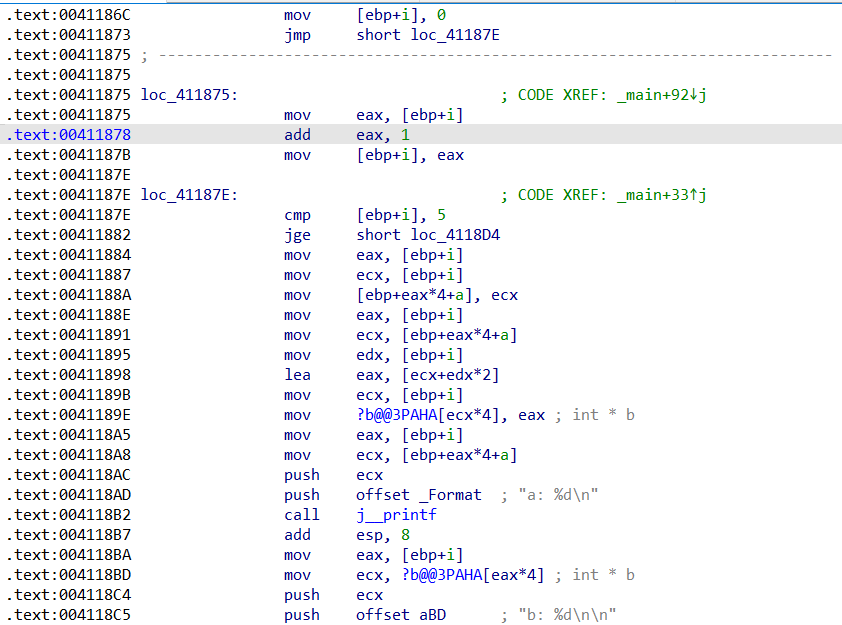 .text:0041186C                 mov     [ebp+i], 0
.text:00411873                 jmp     short loc_41187E
.text:00411875 ; ---------------------------------------------------------------------------
.text:00411875
.text:00411875 loc_411875:                             ; CODE XREF: _main+92↓j
.text:00411875                 mov     eax, [ebp+i]
.text:00411878                 add     eax, 1
.text:0041187B                 mov     [ebp+i], eax
.text:0041187E
.text:0041187E loc_41187E:                             ; CODE XREF: _main+33↑j
.text:0041187E                 cmp     [ebp+i], 5
.text:00411882                 jge     short loc_4118D4
.text:00411884                 mov     eax, [ebp+i]
.text:00411887                 mov     ecx, [ebp+i]
.text:0041188A                 mov     [ebp+eax*4+a], ecx
.text:0041188E                 mov     eax, [ebp+i]
.text:00411891                 mov     ecx, [ebp+eax*4+a]
.text:00411895                 mov     edx, [ebp+i]
.text:00411898                 lea     eax, [ecx+edx*2]
.text:0041189B                 mov     ecx, [ebp+i]
.text:0041189E                 mov     ?b@@3PAHA[ecx*4], eax ; int * b
.text:004118A5                 mov     eax, [ebp+i]
.text:004118A8                 mov     ecx, [ebp+eax*4+a]
.text:004118AC                 push    ecx
.text:004118AD                 push    offset _Format  ; "a: %d\n"
.text:004118B2                 call    j__printf
.text:004118B7                 add     esp, 8
.text:004118BA                 mov     eax, [ebp+i]
.text:004118BD                 mov     ecx, ?b@@3PAHA[eax*4] ; int * b
.text:004118C4                 push    ecx
.text:004118C5                 push    offset aBD      ; "b: %d\n\n"